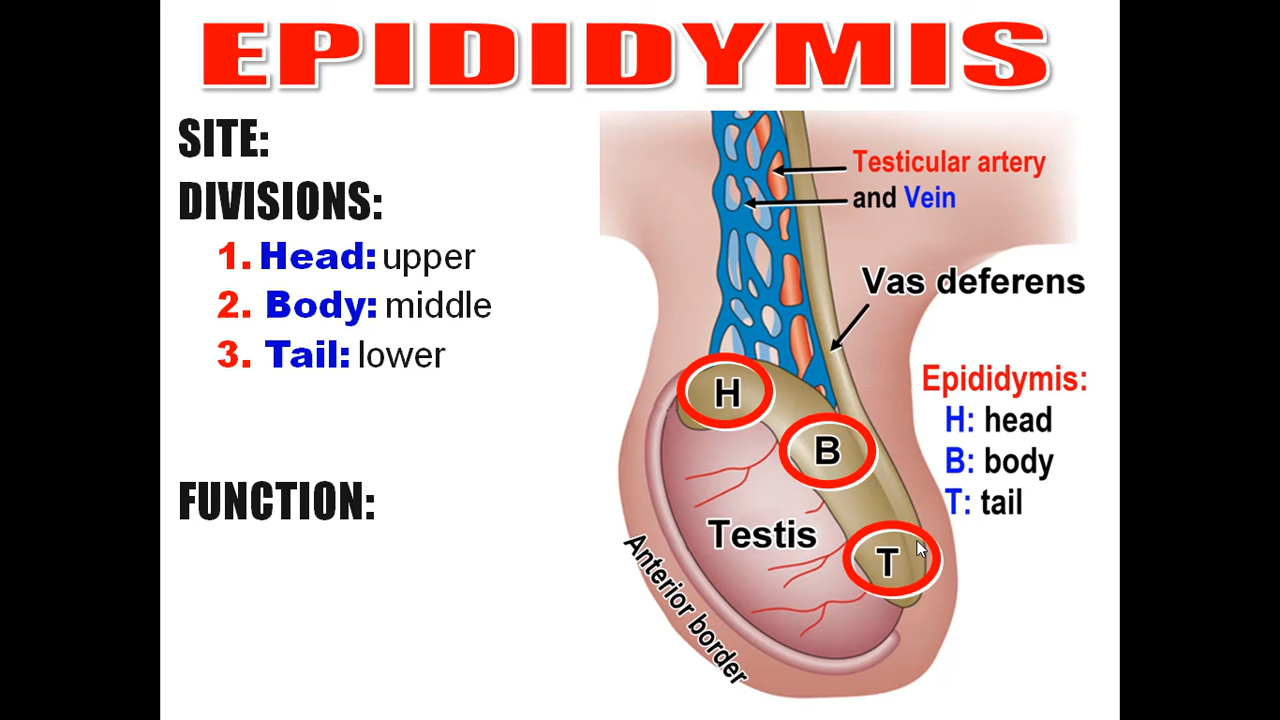 EPIDIDYMIS
SITE:
DIVISIONS:
1. Head: upper
2. Body: middle
3. Tail: lower
FUNCTION:
Testicular artery
and Vein
Vas deferens
Epididymis:
H: head
B: body
T: tail
H
B
T
Testis
Anterior border